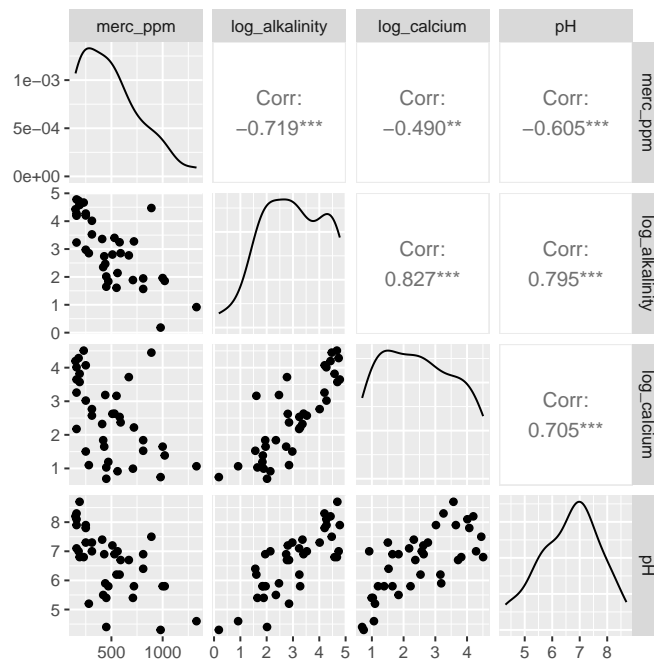 merc_ppm log_alkalinity log_calcium pH
1e−03
5e−04
0e+00
Corr:
−0.719***
Corr:
−0.490**
Corr:
−0.605***
merc_ppm
5
4
3
2
1
0
Corr:
0.827***
Corr:
0.795***
log_alkalinity
4
3
2
1
Corr:
0.705***
log_calcium
8
7
6
5
pH
500 1000 0 1 2 3 4 5 1 2 3 4 5 6 7 8